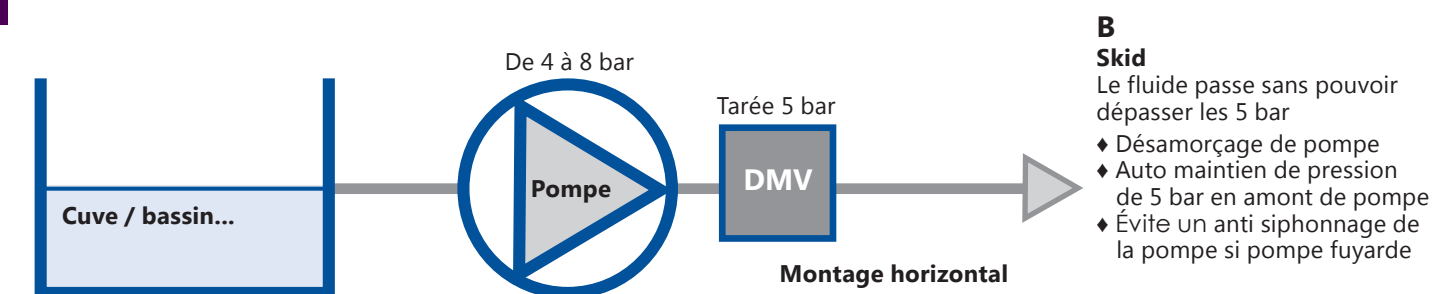 De 4 à 8 bar
Tarée 5 bar
Pompe
DMV
Cuve / bassin...
Montage horizontal
B
Skid
Le fluide passe sans pouvoir
dépasser les 5 bar
♦ Désamorçage de pompe
♦ Auto maintien de pression
de 5 bar en amont de pompe
♦ Évite un anti siphonnage de
la pompe si pompe fuyarde